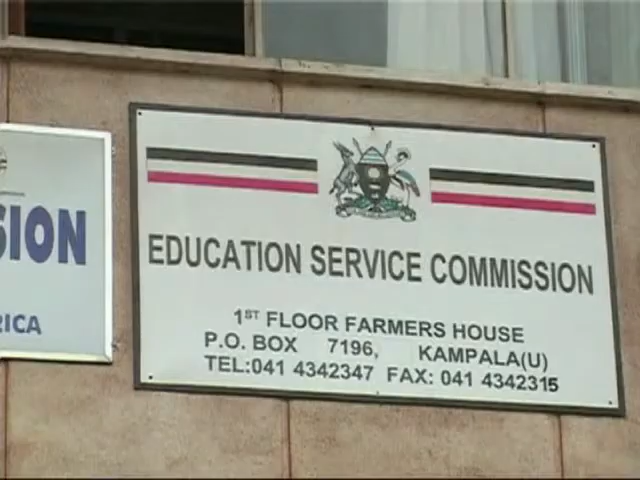 SION
RICA
EDUCATION SERVICE COMMISSION
1ST FLOOR FARMERS HOUSE
P.O. BOX 7196, KAMPALA(U)
TEL:041 4342347 FAX: 041 4342315